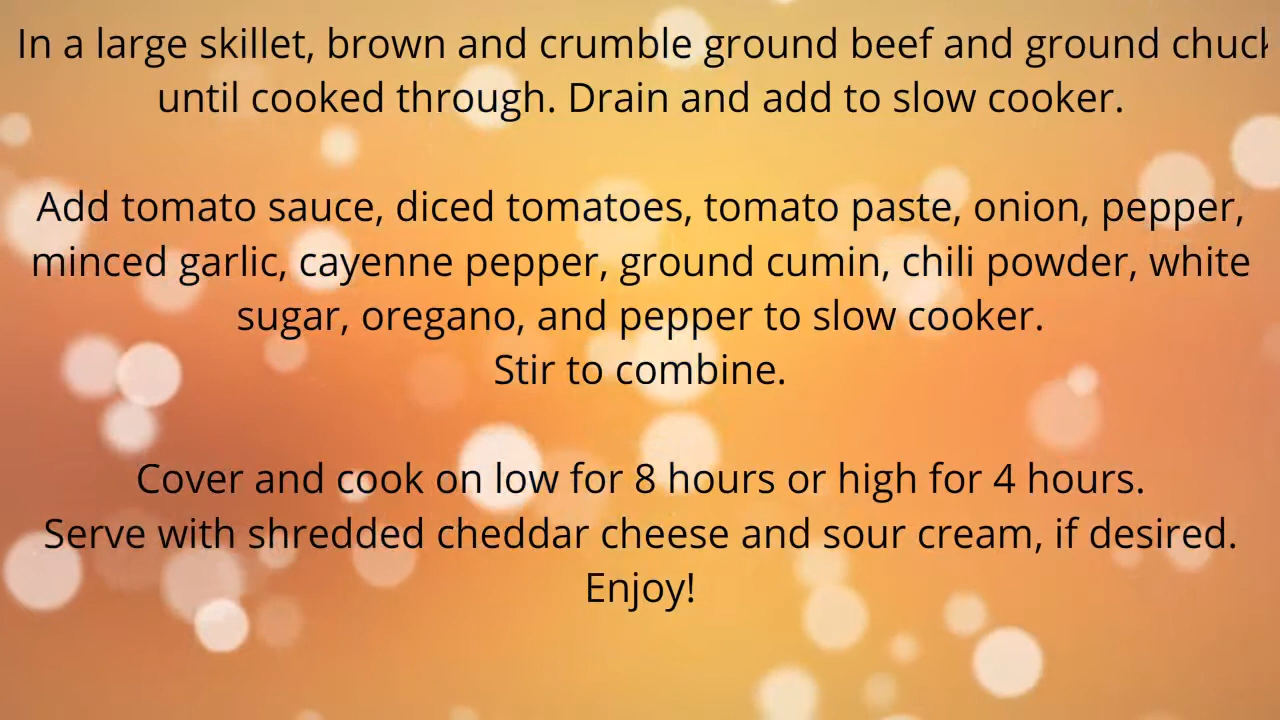 In a large skillet, brown and crumble ground beef and ground chuck
until cooked through. Drain and add to slow cooker.
Add tomato sauce, diced tomatoes, tomato paste, onion, pepper,
minced garlic, cayenne pepper, ground cumin, chili powder, white
sugar, oregano, and pepper to slow cooker.
Stir to combine.
Cover and cook on low for 8 hours or high for 4 hours.
Serve with shredded cheddar cheese and sour cream, if desired.
Enjoy!